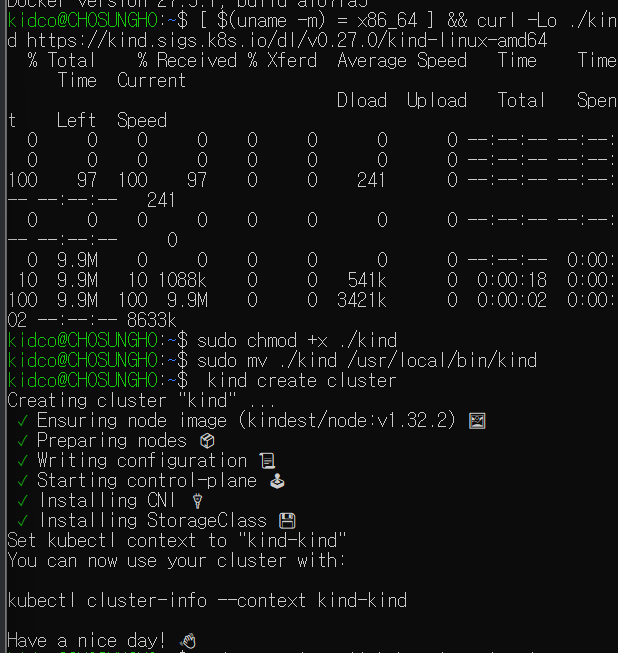 Docker version 27.5.1, build
kidco@CHOSUNGHO:~$ [ $(uname -m) = x86_64 ] && curl -Lo ./kin
d https://kind.sigs.k8s.io/dl/v0.27.0/kind-linux-amd64
  % Total    % Received % Xferd  Average Speed   Time    Time
     Time  Current
                                 Dload  Upload   Total   Spen
t    Left  Speed
  0     0    0     0    0     0      0      0 --:--:-- --:--:
  0     0    0     0    0     0      0      0 --:--:-- --:--:
100    97  100    97    0     0    241      0 --:--:-- --:--:
-- --:--:--   241
  0     0    0     0    0     0      0      0 --:--:-- --:--:
-- --:--:--     0
  0  9.9M    0     0    0     0      0      0 --:--:--  0:00:
 10  9.9M   10 1088k    0     0   541k      0  0:00:18  0:00:
100  9.9M  100  9.9M    0     0  3421k      0  0:00:02  0:00:
02 --:--:-- 8633k
kidco@CHOSUNGHO:~$ sudo chmod +x ./kind
kidco@CHOSUNGHO:~$ sudo mv ./kind /usr/local/bin/kind
kidco@CHOSUNGHO:~$  kind create cluster
Creating cluster "kind" ...
 ✓ Ensuring node image (kindest/node:v1.32.2) 🖼
 ✓ Preparing nodes 📦
 ✓ Writing configuration 📜
 ✓ Starting control-plane 🕹
 ✓ Installing CNI 🔌
 ✓ Installing StorageClass 💾
Set kubectl context to "kind-kind"
You can now use your cluster with:

kubectl cluster-info --context kind-kind

Have a nice day! 👋